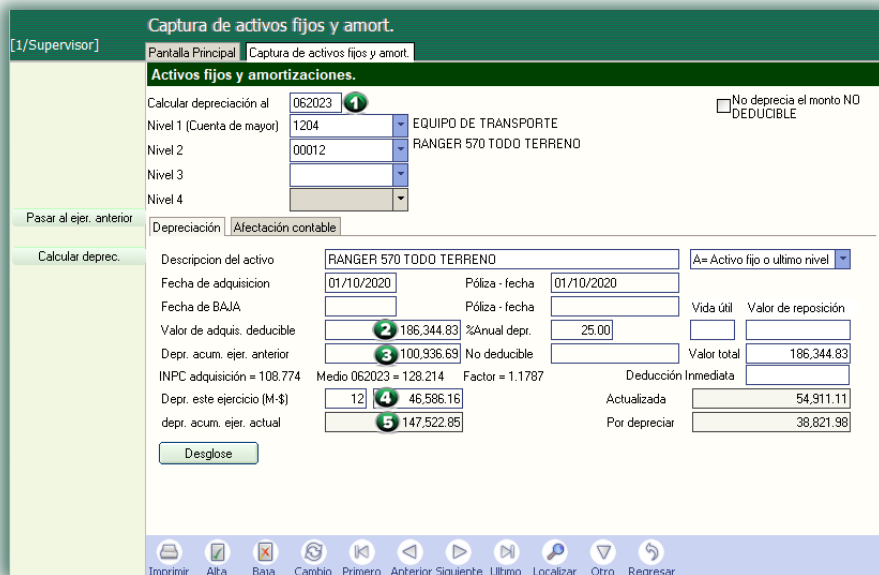 Captura de activos fijos y amort.
[1/Supervisor]
Pantalla Principal Captura de activos fijos y amort.
Activos fijos y amortizaciones.
Calcular depreciación al 062023 1
No deprecia el monto NO DEDUCIBLE
Nivel 1 (Cuenta de mayor) 1204 EQUIPO DE TRANSPORTE
Nivel 2 00012 RANGER 570 TODO TERRENO
Nivel 3
Nivel 4
Pasar al ejer. anterior
Depreciación Afectación contable
Calcular deprec.
Descripcion del activo RANGER 570 TODO TERRENO A= Activo fijo o ultimo nivel
Fecha de adquisicion 01/10/2020 Póliza - fecha 01/10/2020
Fecha de BAJA Póliza - fecha Vida útil Valor de reposición
Valor de adquis. deducible 2 186,344.83 %Anual depr. 25.00
Depr. acum. ejer. anterior 3 100,936.69 No deducible Valor total 186,344.83
INPC adquisición = 108.774 Medio 062023 = 128.214 Factor = 1.1787 Deducción Inmediata
Depr. este ejercicio (M-$) 12 4 46,586.16 Actualizada 54,911.11
depr. acum. ejer. actual 5 147,522.85 Por depreciar 38,821.98
Desglose
Imprimir Alta Baja Cambio Primero Anterior Siguiente Ultimo Localizar Otro Regresar